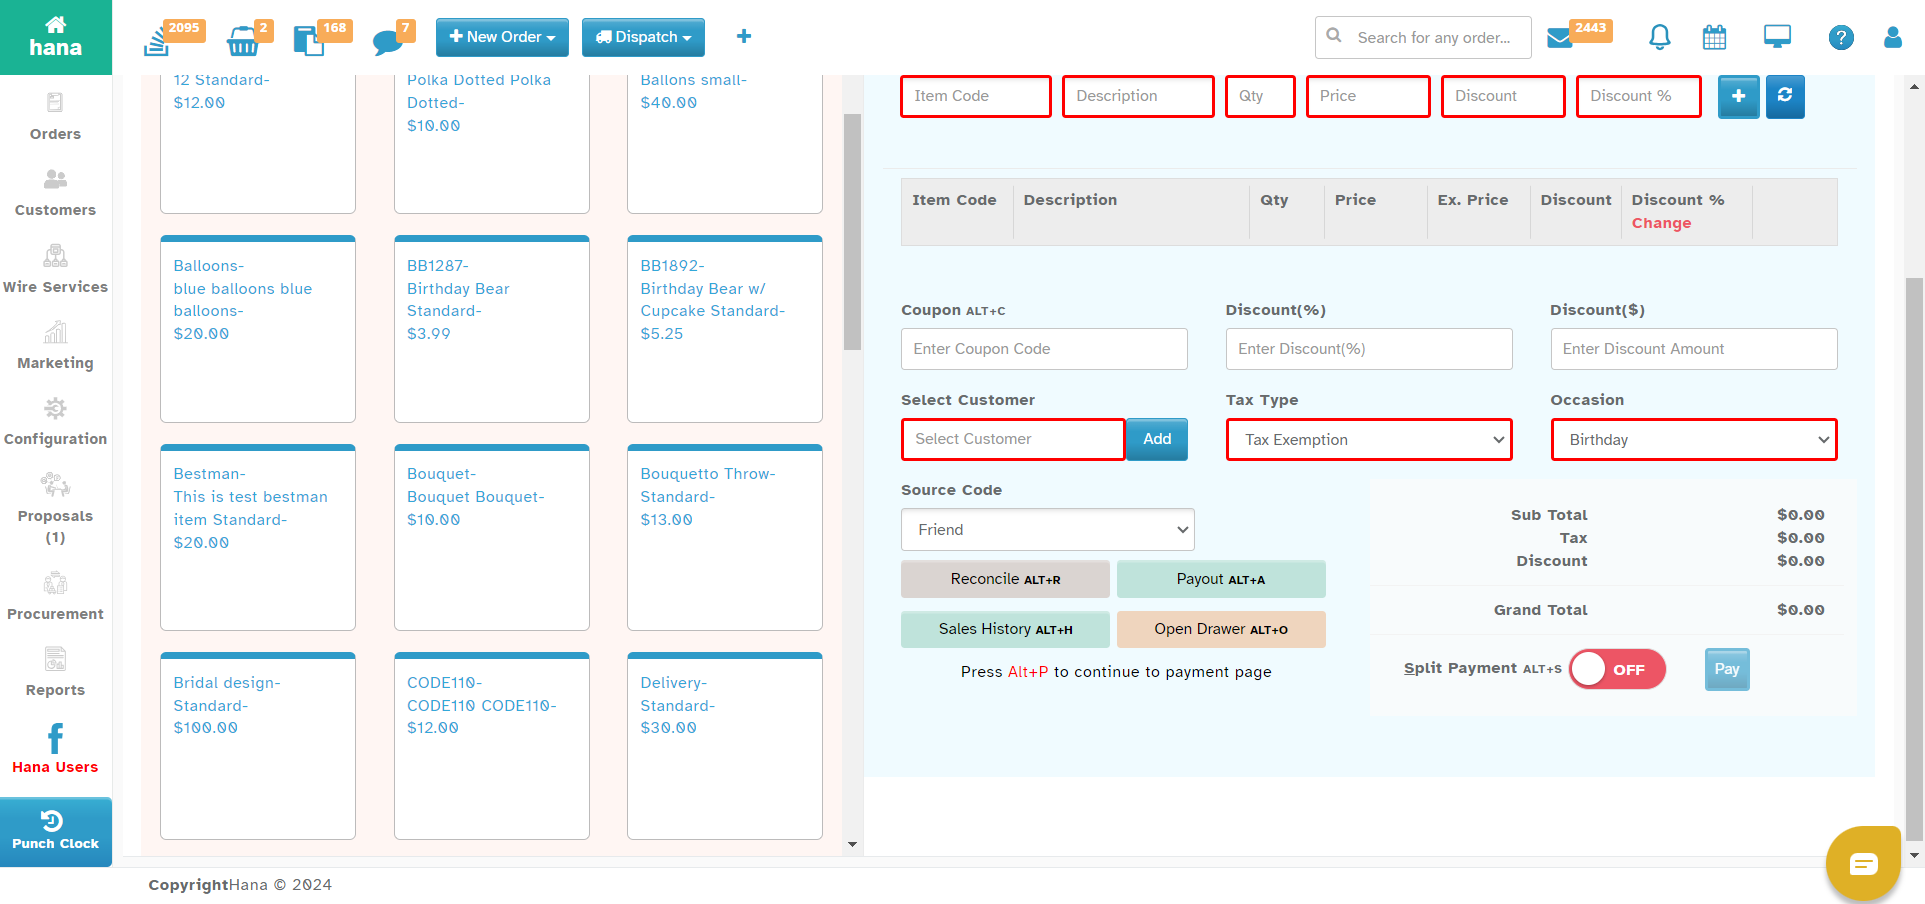 hana
2095
2
168
7
New Order
Dispatch
Search for any order...
2443
Orders
Customers
Wire Services
Marketing
Configuration
Proposals
(1)
Procurement
Reports
Hana Users
Punch Clock
12 Standard-
$12.00
Polka Dotted Polka
Dotted-
$10.00
Ballons small-
$40.00
Balloons-
blue balloons blue
balloons-
$20.00
BB1287-
Birthday Bear
Standard-
$3.99
BB1892-
Birthday Bear w/
Cupcake Standard-
$5.25
Bestman-
This is test bestman
item Standard-
$20.00
Bouquet-
Bouquet Bouquet-
$10.00
Bouquetto Throw-
Standard-
$13.00
Bridal design-
Standard-
$100.00
CODE110-
CODE110 CODE110-
$12.00
Delivery-
Standard-
$30.00
Item Code
Description
Qty
Price
Discount
Discount %
Item Code
Description
Qty
Price
Ex. Price
Discount
Discount %
Change
Coupon ALT+C
Discount(%)
Discount($)
Enter Coupon Code
Enter Discount(%)
Enter Discount Amount
Select Customer
Tax Type
Occasion
Select Customer
Add
Tax Exemption
Birthday
Source Code
Friend
Reconcile ALT+R
Payout ALT+A
Sales History ALT+H
Open Drawer ALT+O
Press Alt+P to continue to payment page
Sub Total $0.00
Tax $0.00
Discount $0.00
Grand Total $0.00
Split Payment ALT+S
OFF
Pay
CopyrightHana © 2024